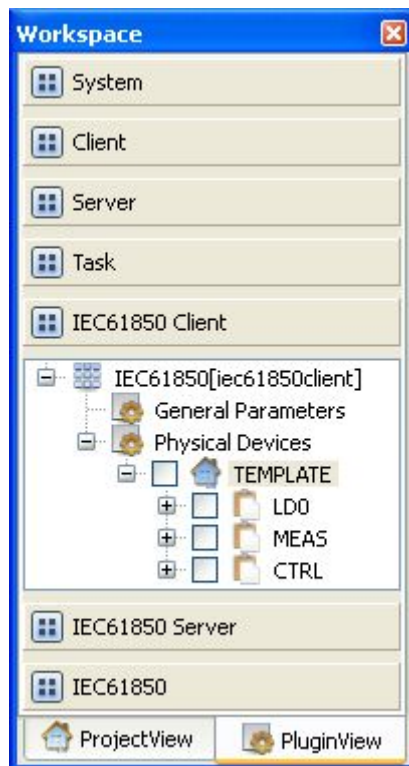 Workspace
System
Client
Server
Task
IEC61850 Client
IEC61850[iec61850client]
General Parameters
Physical Devices
TEMPLATE
LD0
MEAS
CTRL
IEC61850 Server
IEC61850
ProjectView PluginView